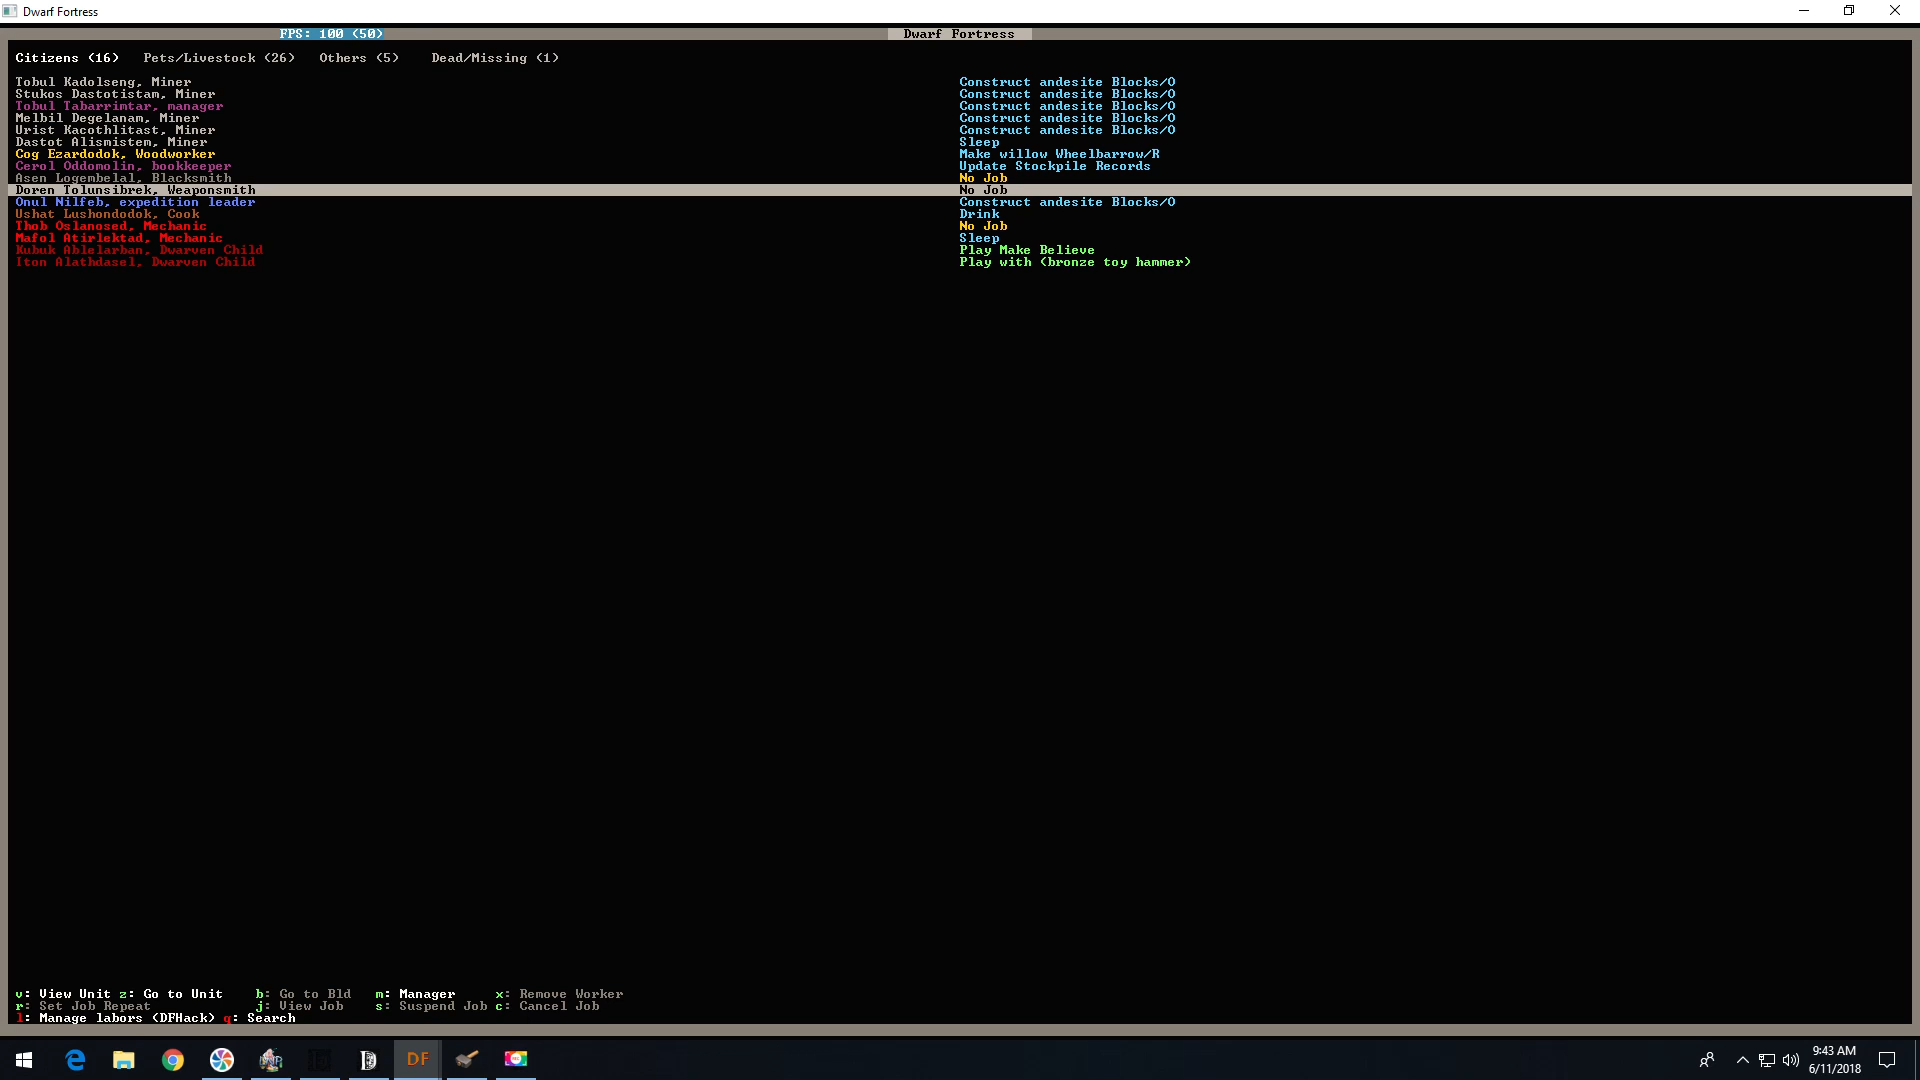 Dwarf Fortress
FPS: 100 (50) Dwarf Fortress
Citizens (16) Pets/Livestock (26) Others (5) Dead/Missing (1)
Tobul Kadolseng, Miner Construct andesite Blocks/O
Stukos Dastotistam, Miner Construct andesite Blocks/O
Tobul Tabarrimtar, manager Construct andesite Blocks/O
Melbil Degelanam, Miner Construct andesite Blocks/O
Urist Kacothlitast, Miner Construct andesite Blocks/O
Dastot Alismistem, Miner Sleep
Cog Ezardodok, Woodworker Make willow Wheelbarrow/R
Cerol Oddomolin, bookkeeper Update Stockpile Records
Asen Logembelal, Blacksmith No Job
Doren Tolunsibrek, Weaponsmith No Job
Onul Nilfeb, expedition leader Construct andesite Blocks/O
Ushat Lushondodok, Cook Drink
Thob Oslanosed, Mechanic No Job
Mafol Atirlektad, Mechanic Sleep
Kubuk Ablelarban, Dwarven Child Play Make Believe
Iton Alathdasel, Dwarven Child Play with (bronze toy hammer)
v: View Unit z: Go to Unit b: Go to Bld m: Manager x: Remove Worker
r: Set Job Repeat j: View Job s: Suspend Job c: Cancel Job
l: Manage labors (DFHack) q: Search
DF
9:43 AM
6/11/2018